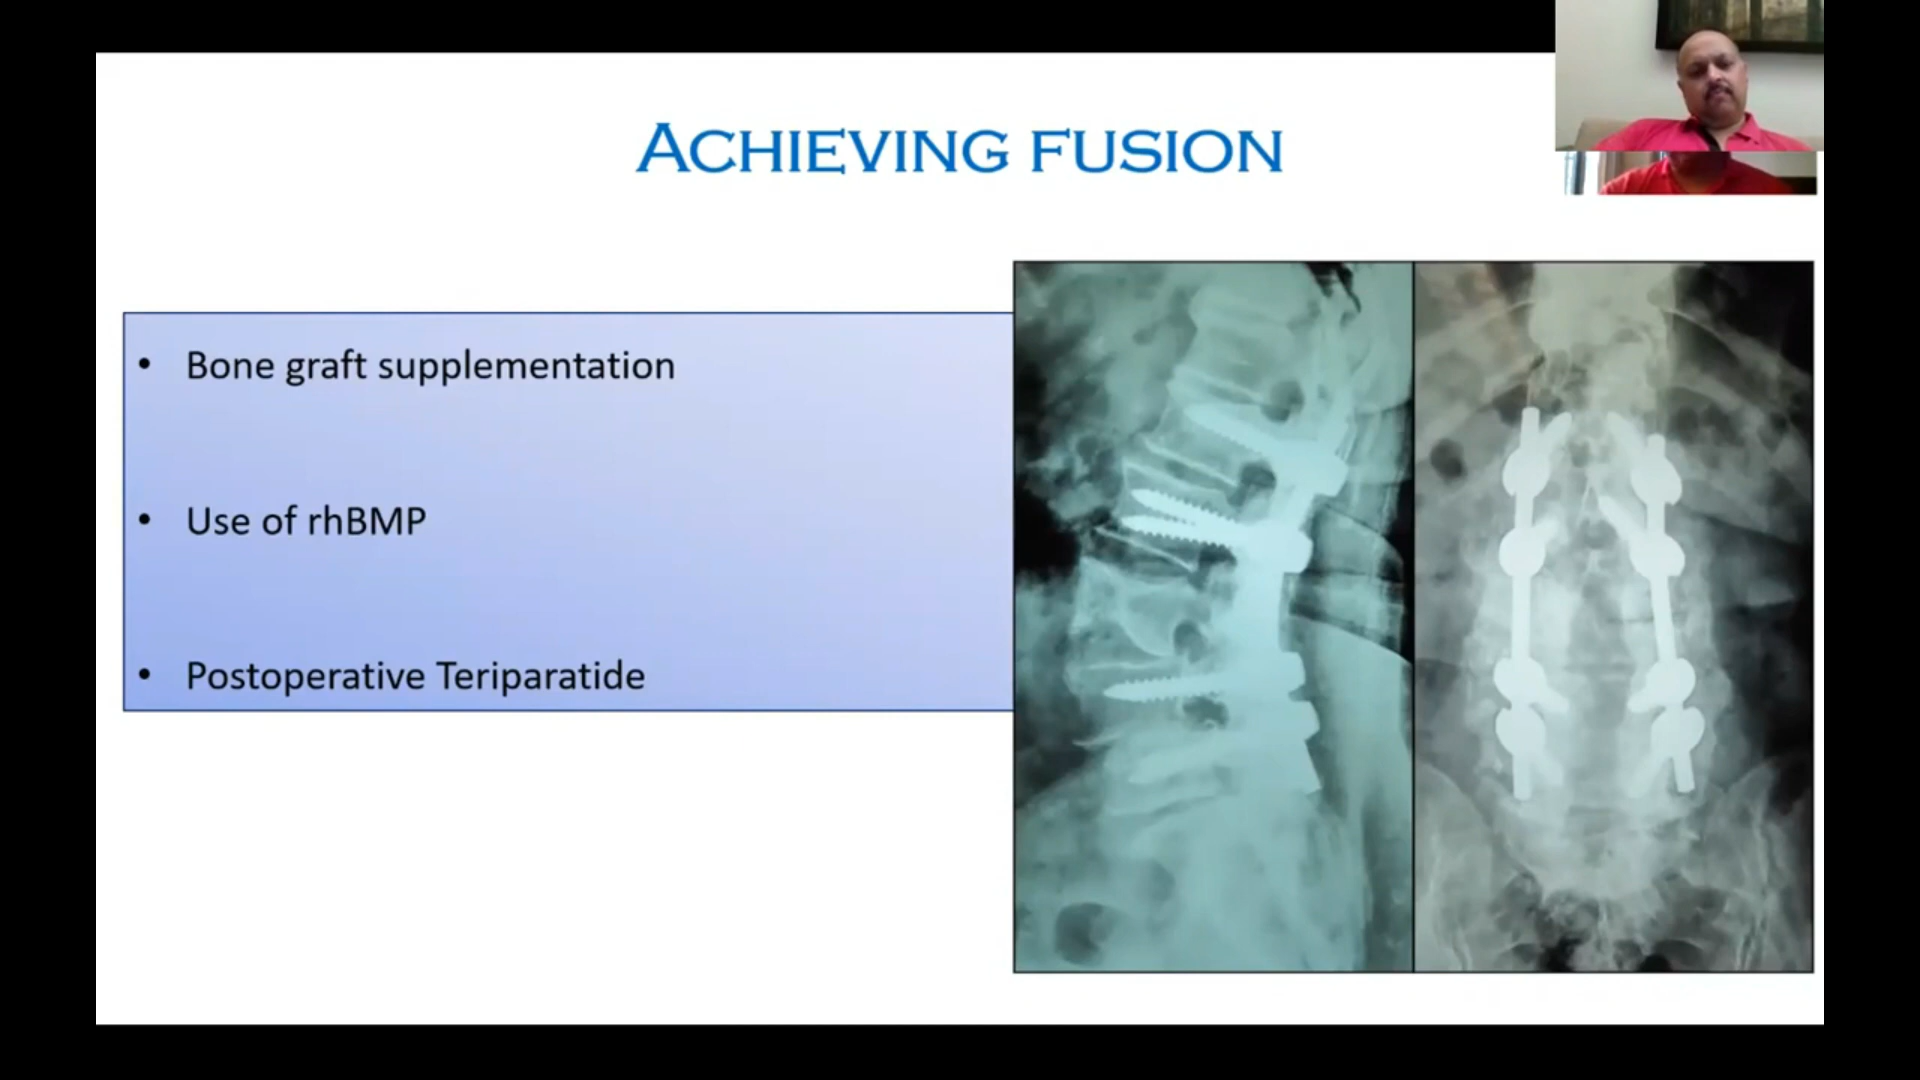 ACHIEVING FUSION
• Bone graft supplementation
• Use of rhBMP
• Postoperative Teriparatide